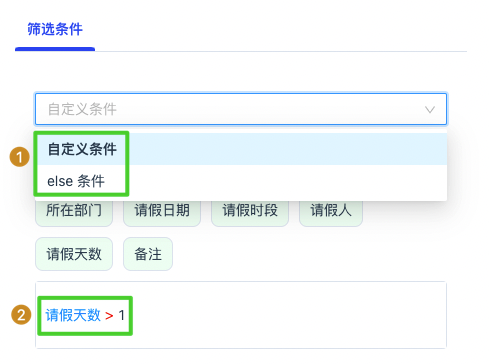 筛选条件
自定义条件
1 自定义条件
else 条件
所在部门 请假日期 请假时段 请假人
请假天数 备注
2 请假天数 > 1